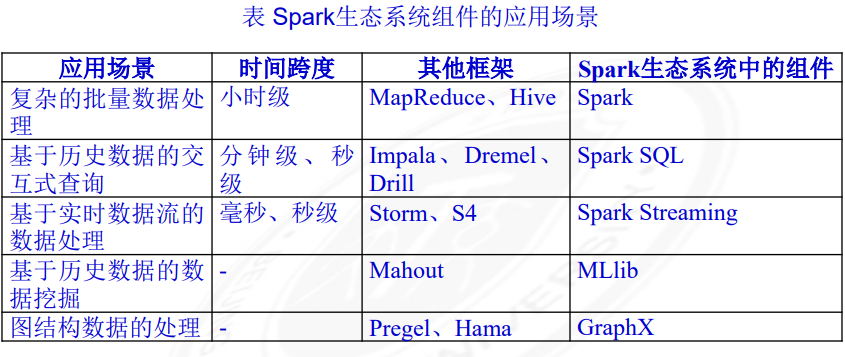 表 Spark生态系统组件的应用场景
应用场景 时间跨度 其他框架 Spark生态系统中的组件
复杂的批量数据处 小时级 MapReduce、Hive Spark
理
基于历史数据的交 分钟级、秒 Impala、Dremel、 Spark SQL
互式查询 级 Drill
基于实时数据流的 毫秒、秒级 Storm、S4 Spark Streaming
数据处理
基于历史数据的数 - Mahout MLlib
据挖掘
图结构数据的处理 - Pregel、Hama GraphX